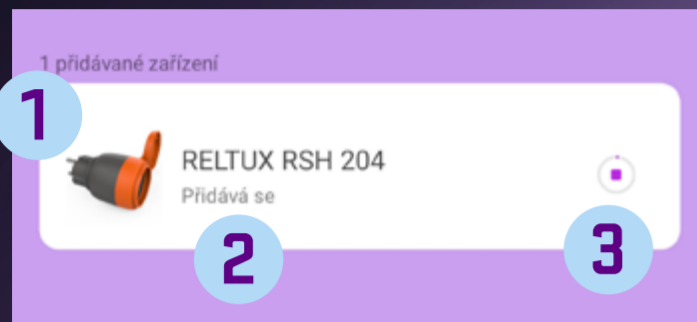 1 přidávané zařízení
1
RELTUX RSH 204
Přidává se
2
3